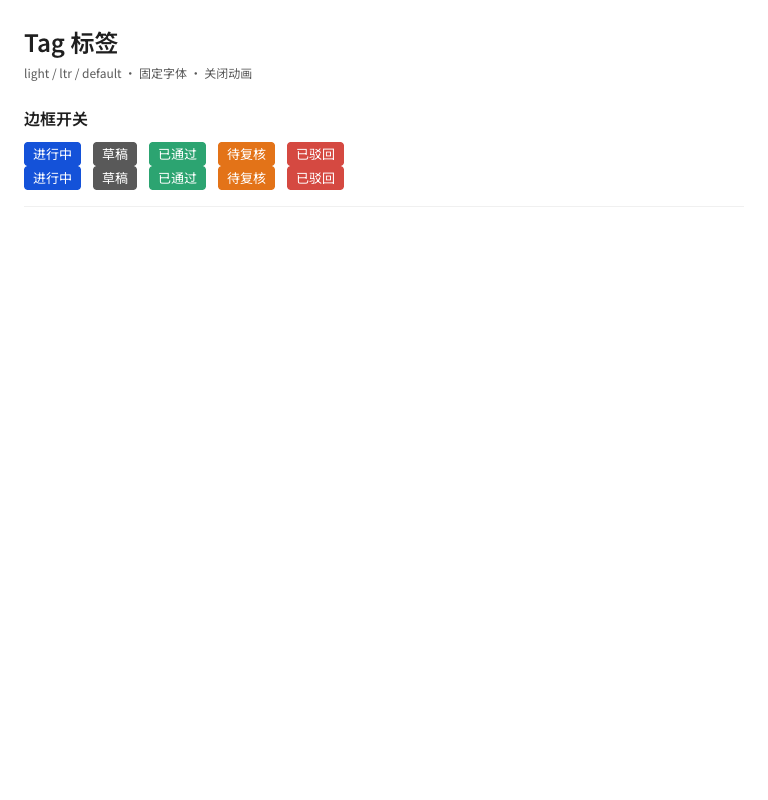 Tag 标签
light / ltr / default • 固定字体 • 关闭动画
边框开关
进行中 草稿 已通过 待复核 已驳回
进行中 草稿 已通过 待复核 已驳回